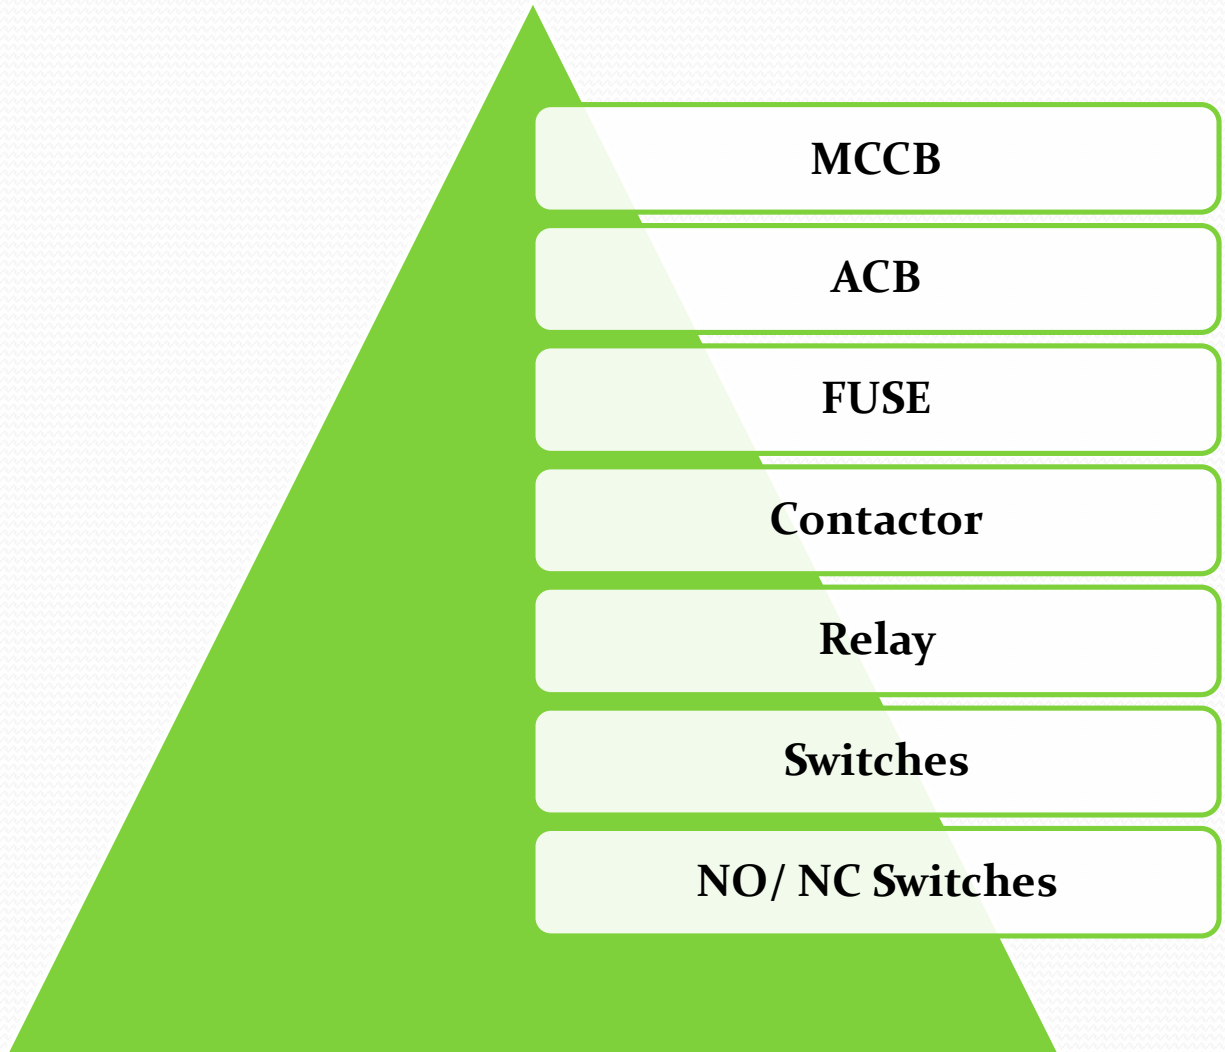 MCCB
ACB
FUSE
Contactor
Relay
Switches
NO/ NC Switches